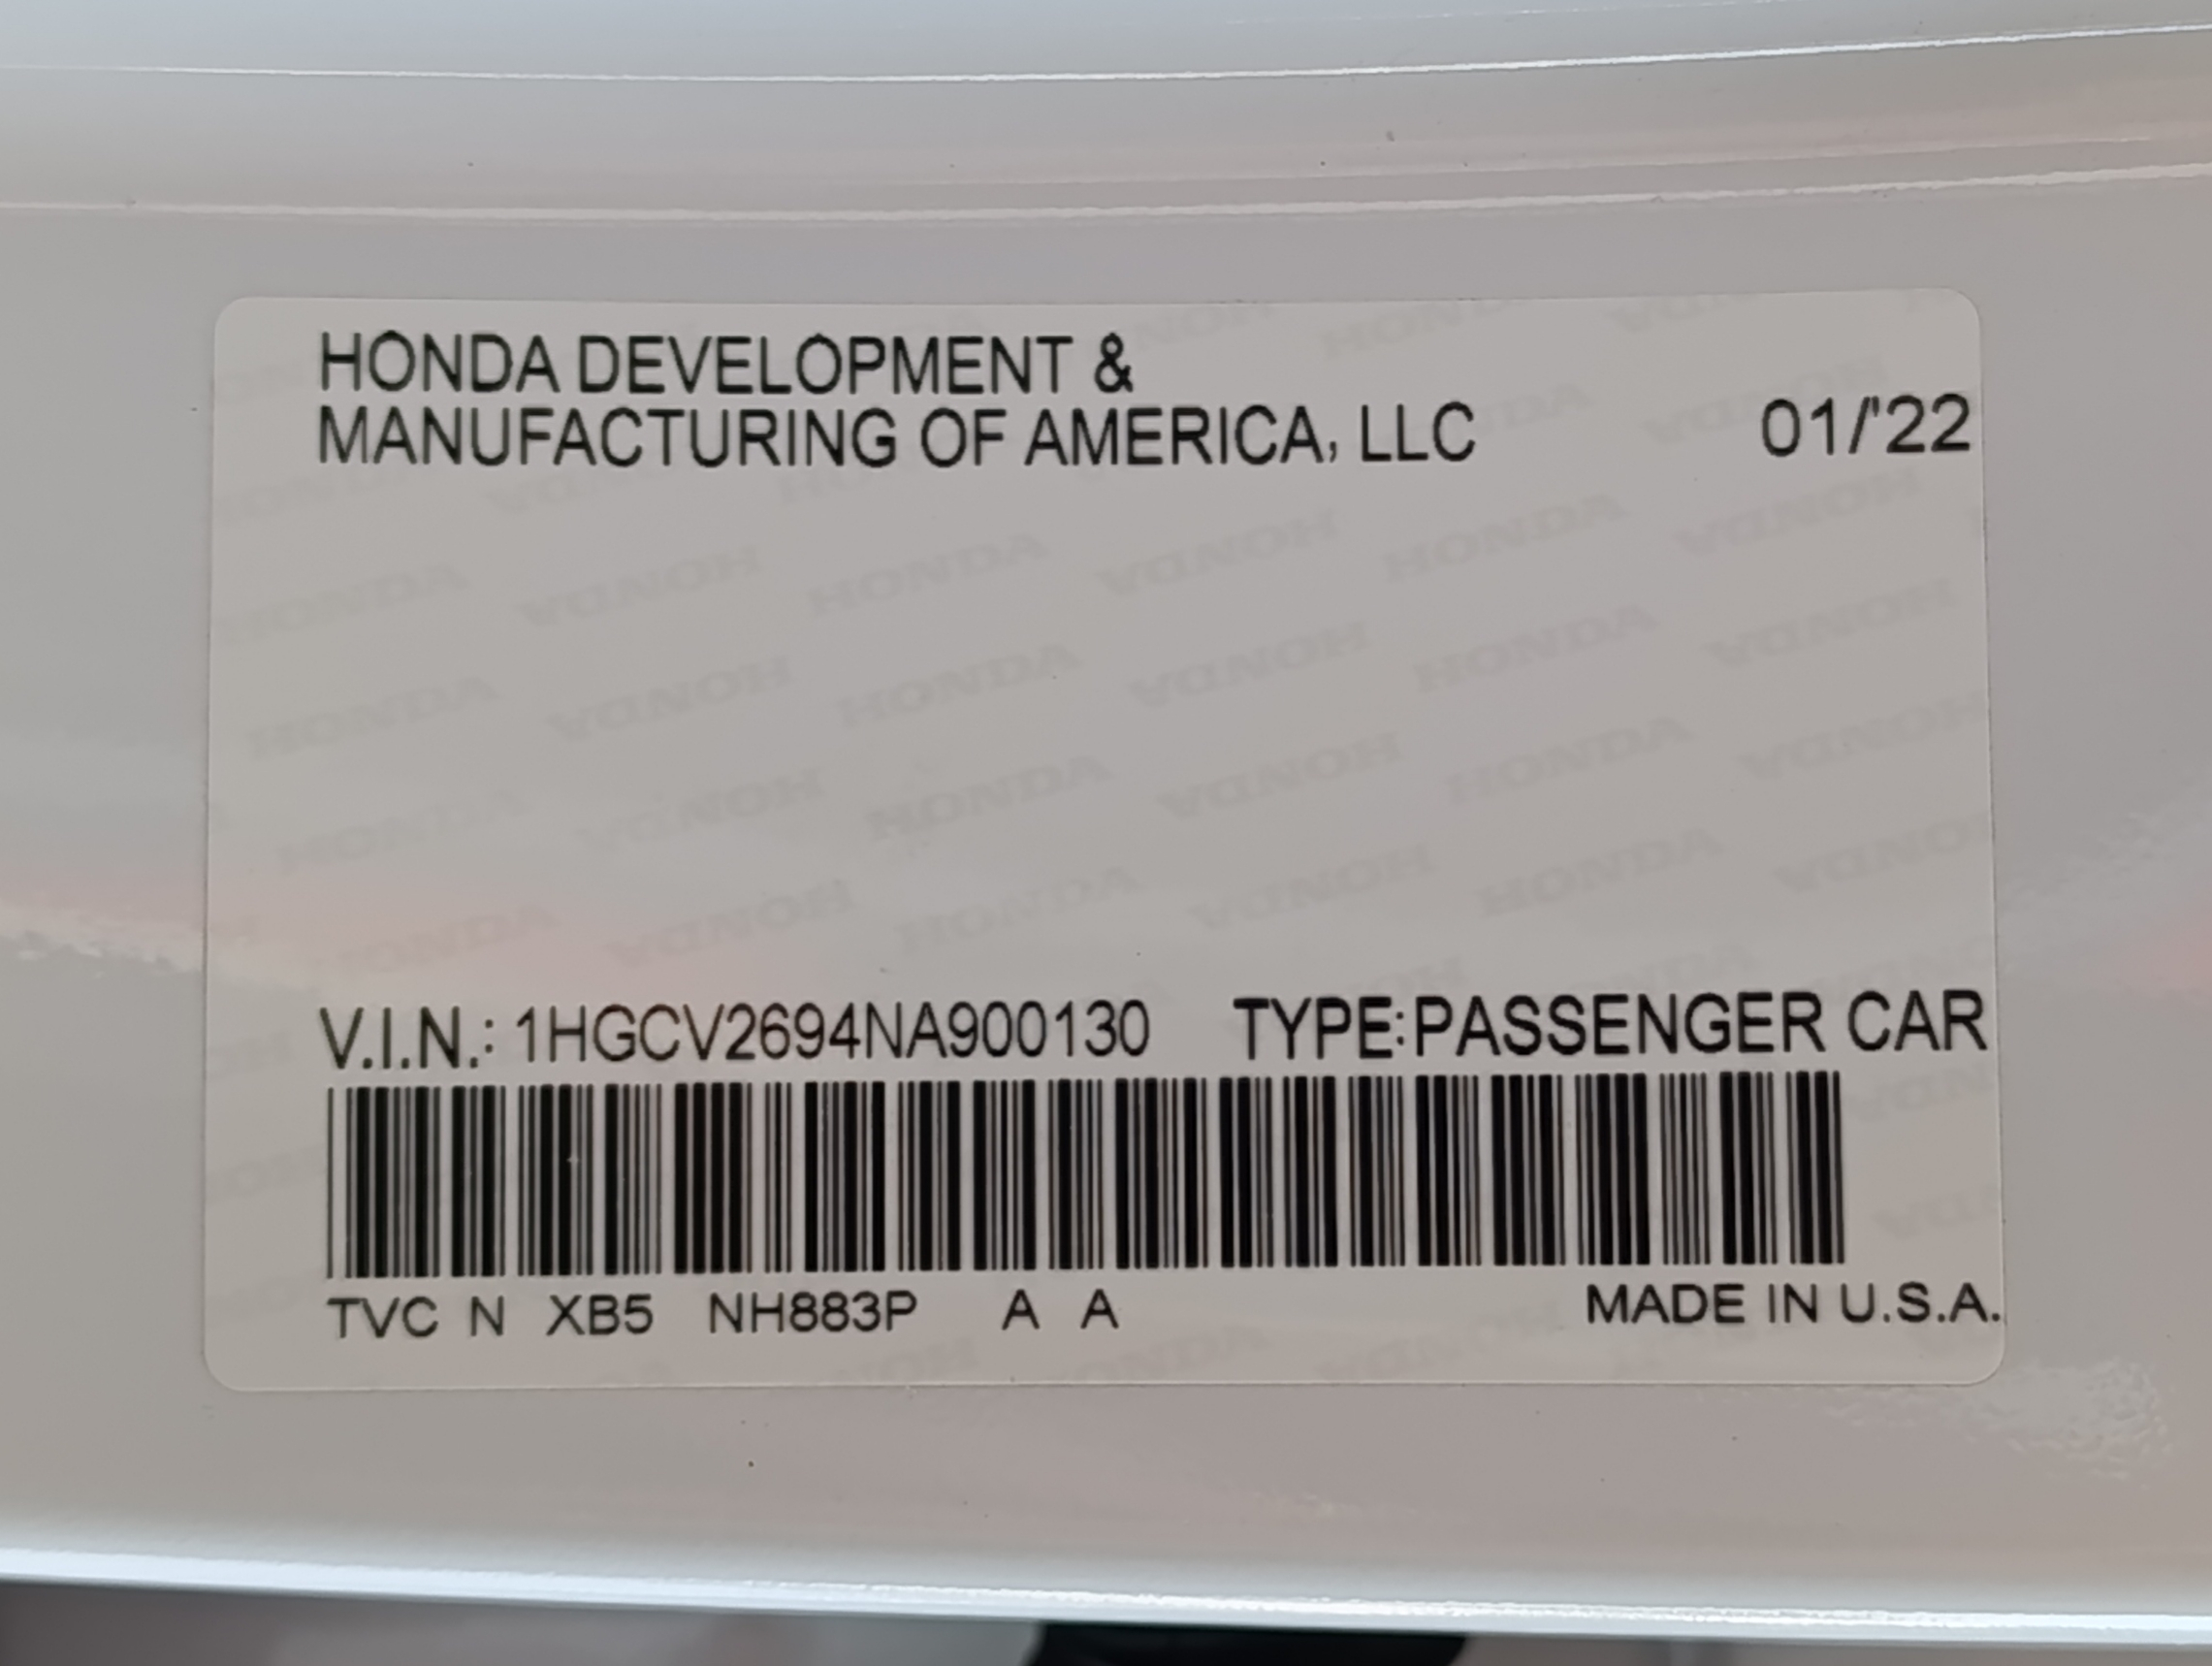 HONDA DEVELOPMENT &
MANUFACTURING OF AMERICA, LLC 01/'22
V.I.N.: 1HGCV2694NA900130 TYPE:PASSENGER CAR
TVC N XB5 NH883P A A MADE IN U.S.A.